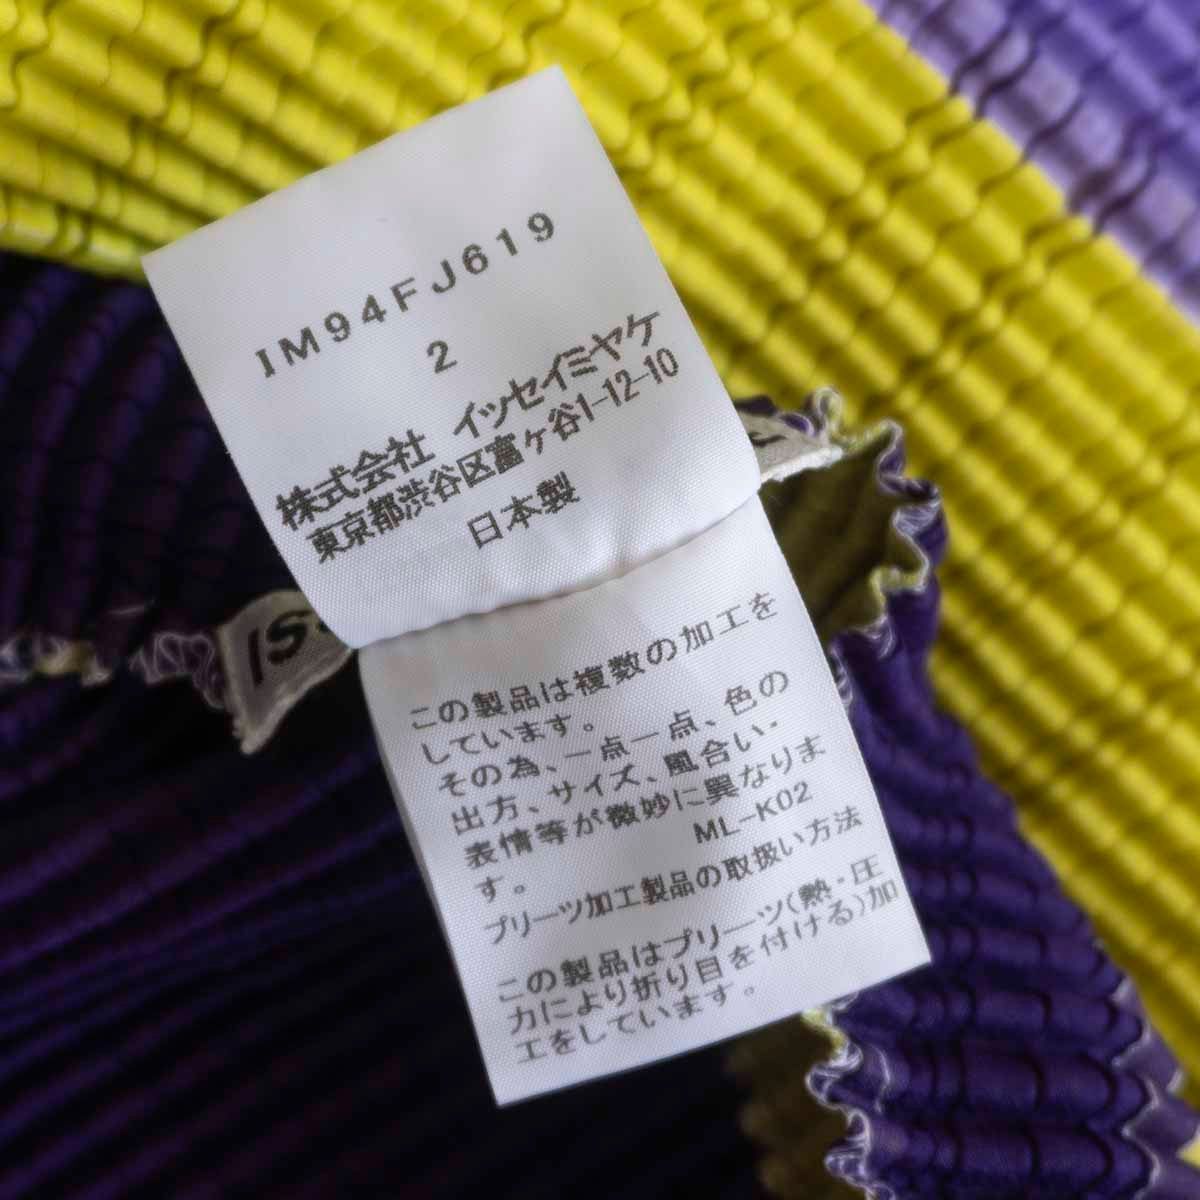 IM94FJ619
2
株式会社 イッセイミヤケ
東京都渋谷区富ヶ谷1-12-10
日本製
この製品は複数の加工を
しています。
その為、一点一点、色の
出方、サイズ、風合い・
表情等が微妙に異なりま
す。
ML-K02
プリーツ加工製品の取扱い方法
この製品はプリーツ(熱・圧
力により折り目を付ける)加
工をしています。